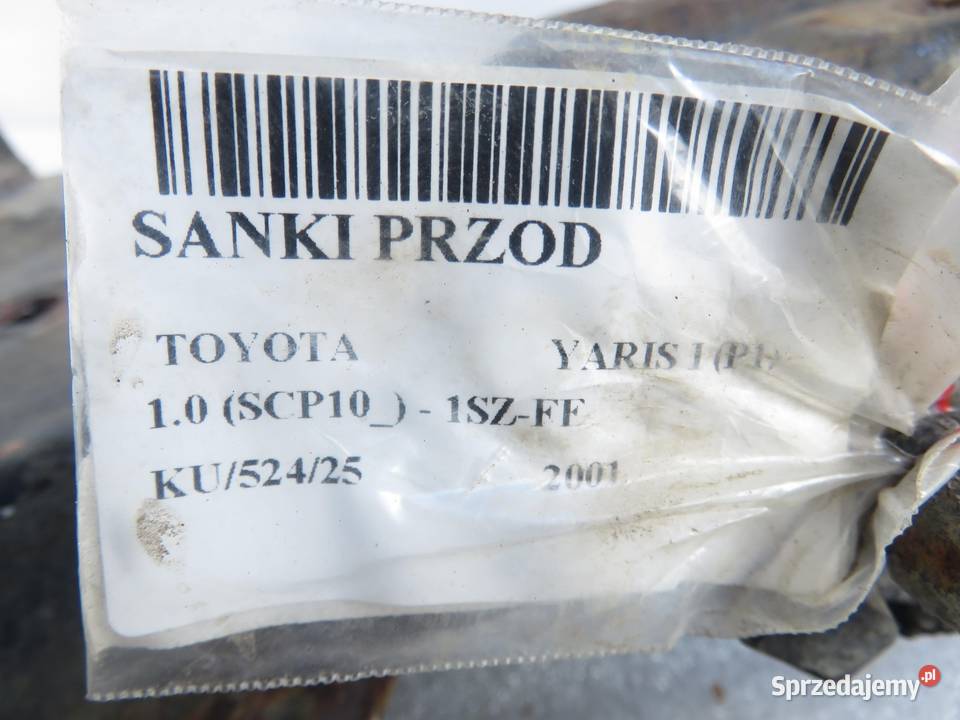 SANKI PRZOD
TOYOTA YARIS I (P1)
1.0 (SCP10_) - 1SZ-FE
KU/524/25 2001
Sprzedajemy.pl